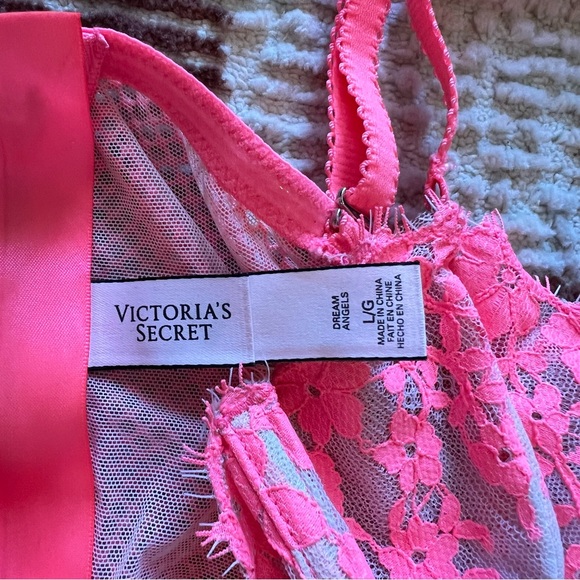 VICTORIA'S
SECRET
DREAM
ANGELS
L/G
MADE IN CHINA
FAIT EN CHINE
HECHO EN CHINA